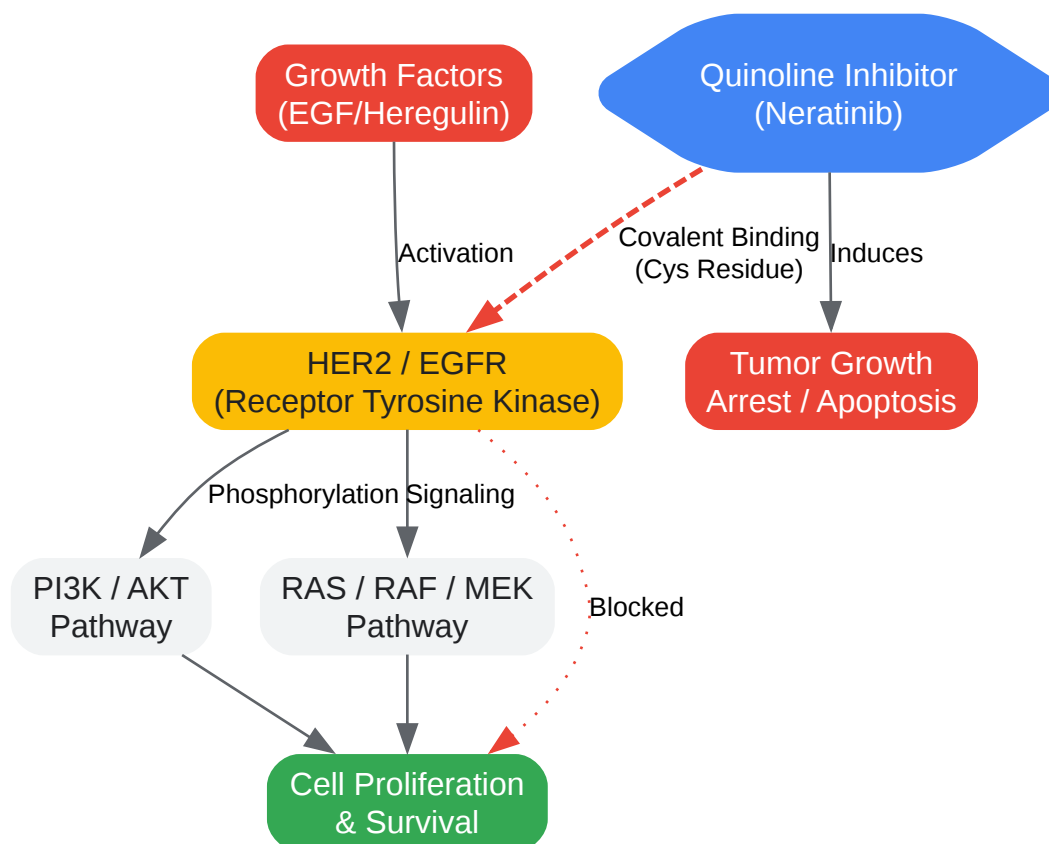 Growth Factors
(EGF/Heregulin)
Quinoline Inhibitor
(Neratinib)
Activation
Covalent Binding
(Cys Residue)
Induces
HER2 / EGFR
(Receptor Tyrosine Kinase)
Tumor Growth
Arrest / Apoptosis
Phosphorylation Signaling
PI3K / AKT
Pathway
RAS / RAF / MEK
Pathway
Blocked
Cell Proliferation
& Survival